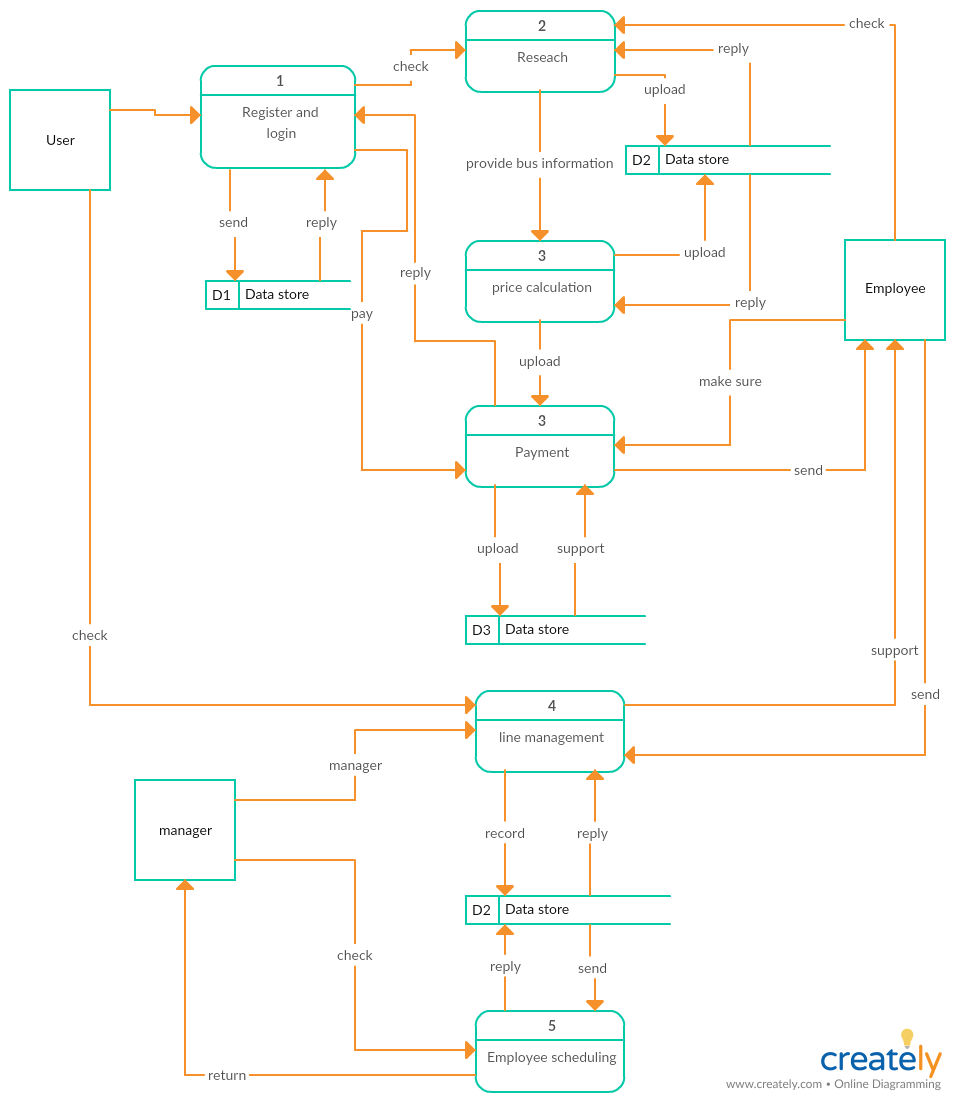 2
check
Reseach
reply
check
1
upload
Register and
login
User
provide bus information
D2 Data store
send
reply
upload
3
reply
price calculation
Employee
D1 Data store
reply
pay
upload
make sure
3
Payment
send
upload
support
D3 Data store
check
support
send
4
line management
manager
manager
record
reply
D2 Data store
check
reply
send
5
Employee scheduling
return
creately
www.creately.com • Online Diagramming